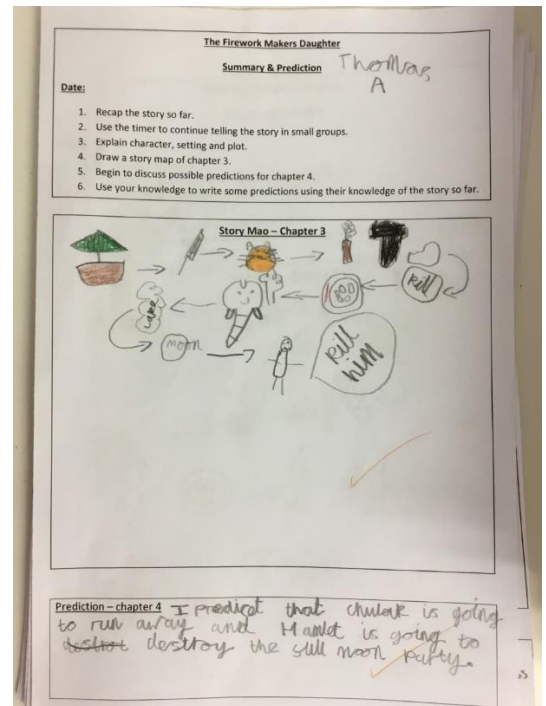 The Firework Makers Daughter
Summary & Prediction
Thomas
A
Date:
1. Recap the story so far.
2. Use the timer to continue telling the story in small groups.
3. Explain character, setting and plot.
4. Draw a story map of chapter 3.
5. Begin to discuss possible predictions for chapter 4.
6. Use your knowledge to write some predictions using their knowledge of the story so far.
Story Mao – Chapter 3
kill
Lake
moon
kill
him
Prediction – chapter 4 I predict that chulak is going
to run away and Hamlet is going to
destroy the full moon party.